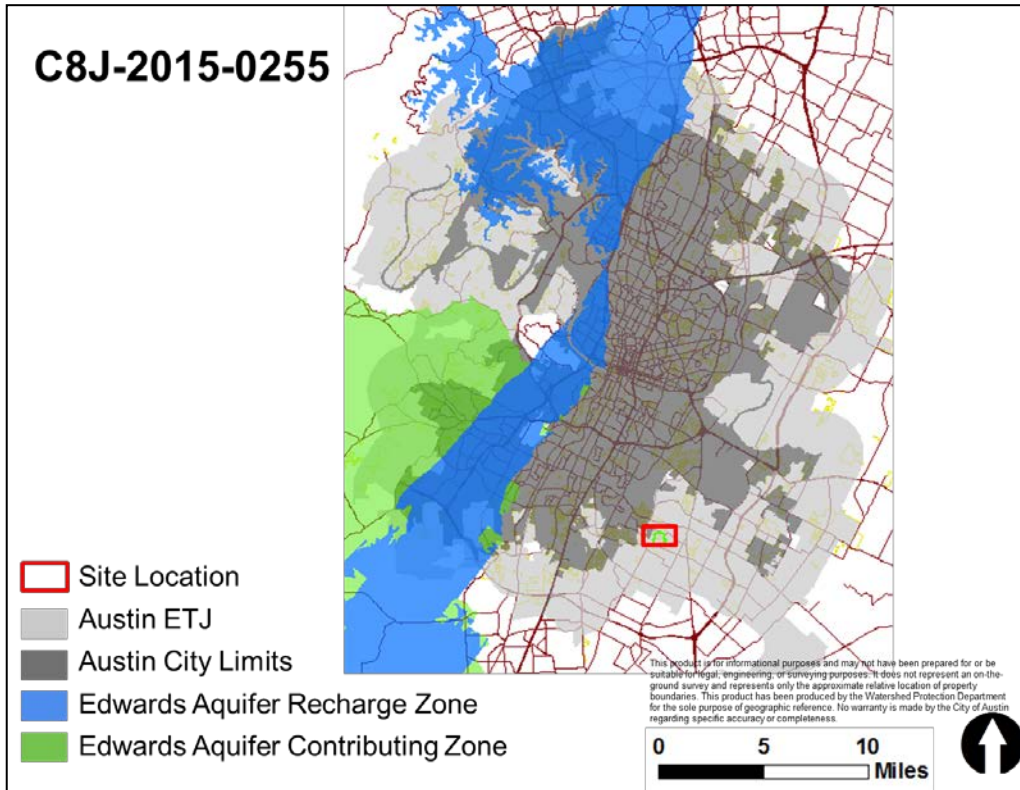 C8J-2015-0255
Site Location
Austin ETJ
Austin City Limits
Edwards Aquifer Recharge Zone
Edwards Aquifer Contributing Zone
This product is for informational purposes and may not have been prepared for or be
suitable for legal, engineering, or surveying purposes. It does not represent an on-the-
ground survey and represents only the approximate relative location of property
boundaries. This product has been produced by the Watershed Protection Department
for the sole purpose of geographic reference. No warranty is made by the City of Austin
regarding specific accuracy or completeness.
0 5 10
Miles